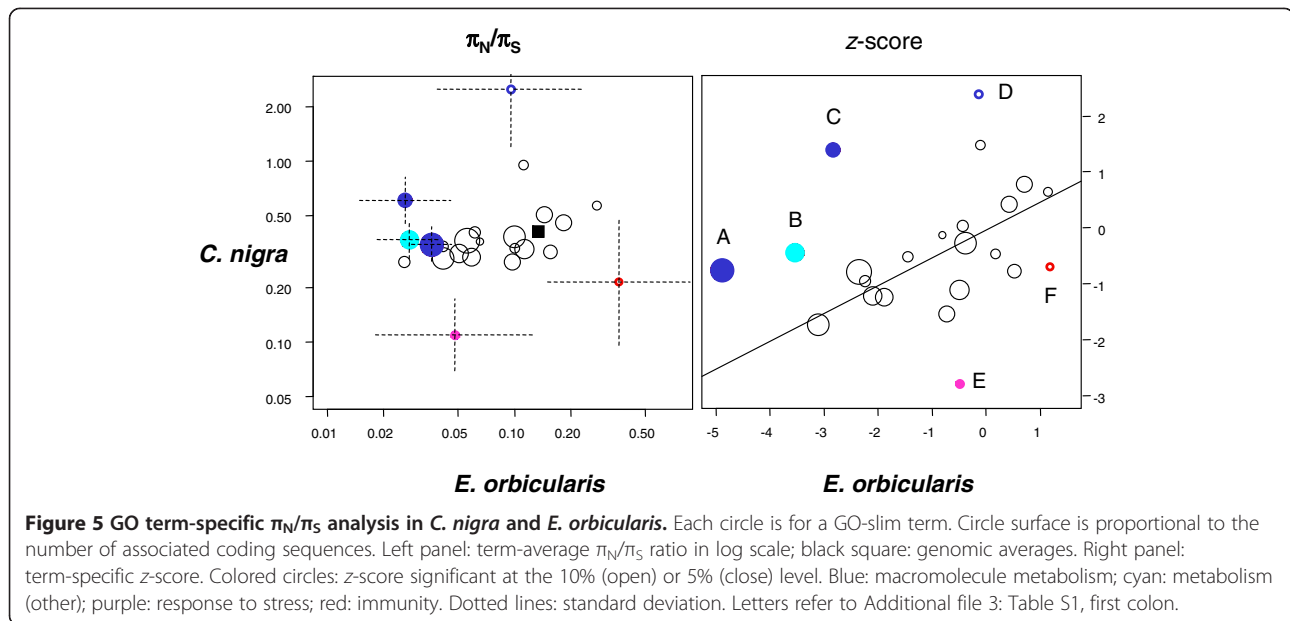 πN/πS
z-score
2.00
1.00
0.50
C. nigra
0.20
0.10
0.05
0.01 0.02 0.05 0.10 0.20 0.50
E. orbicularis
D
C
B
A
F
E
2
1
0
-1
-2
-3
-5 -4 -3 -2 -1 0 1
E. orbicularis
Figure 5 GO term-specific πN/πS analysis in C. nigra and E. orbicularis. Each circle is for a GO-slim term. Circle surface is proportional to the
number of associated coding sequences. Left panel: term-average πN/πS ratio in log scale; black square: genomic averages. Right panel:
term-specific z-score. Colored circles: z-score significant at the 10% (open) or 5% (close) level. Blue: macromolecule metabolism; cyan: metabolism
(other); purple: response to stress; red: immunity. Dotted lines: standard deviation. Letters refer to Additional file 3: Table S1, first colon.